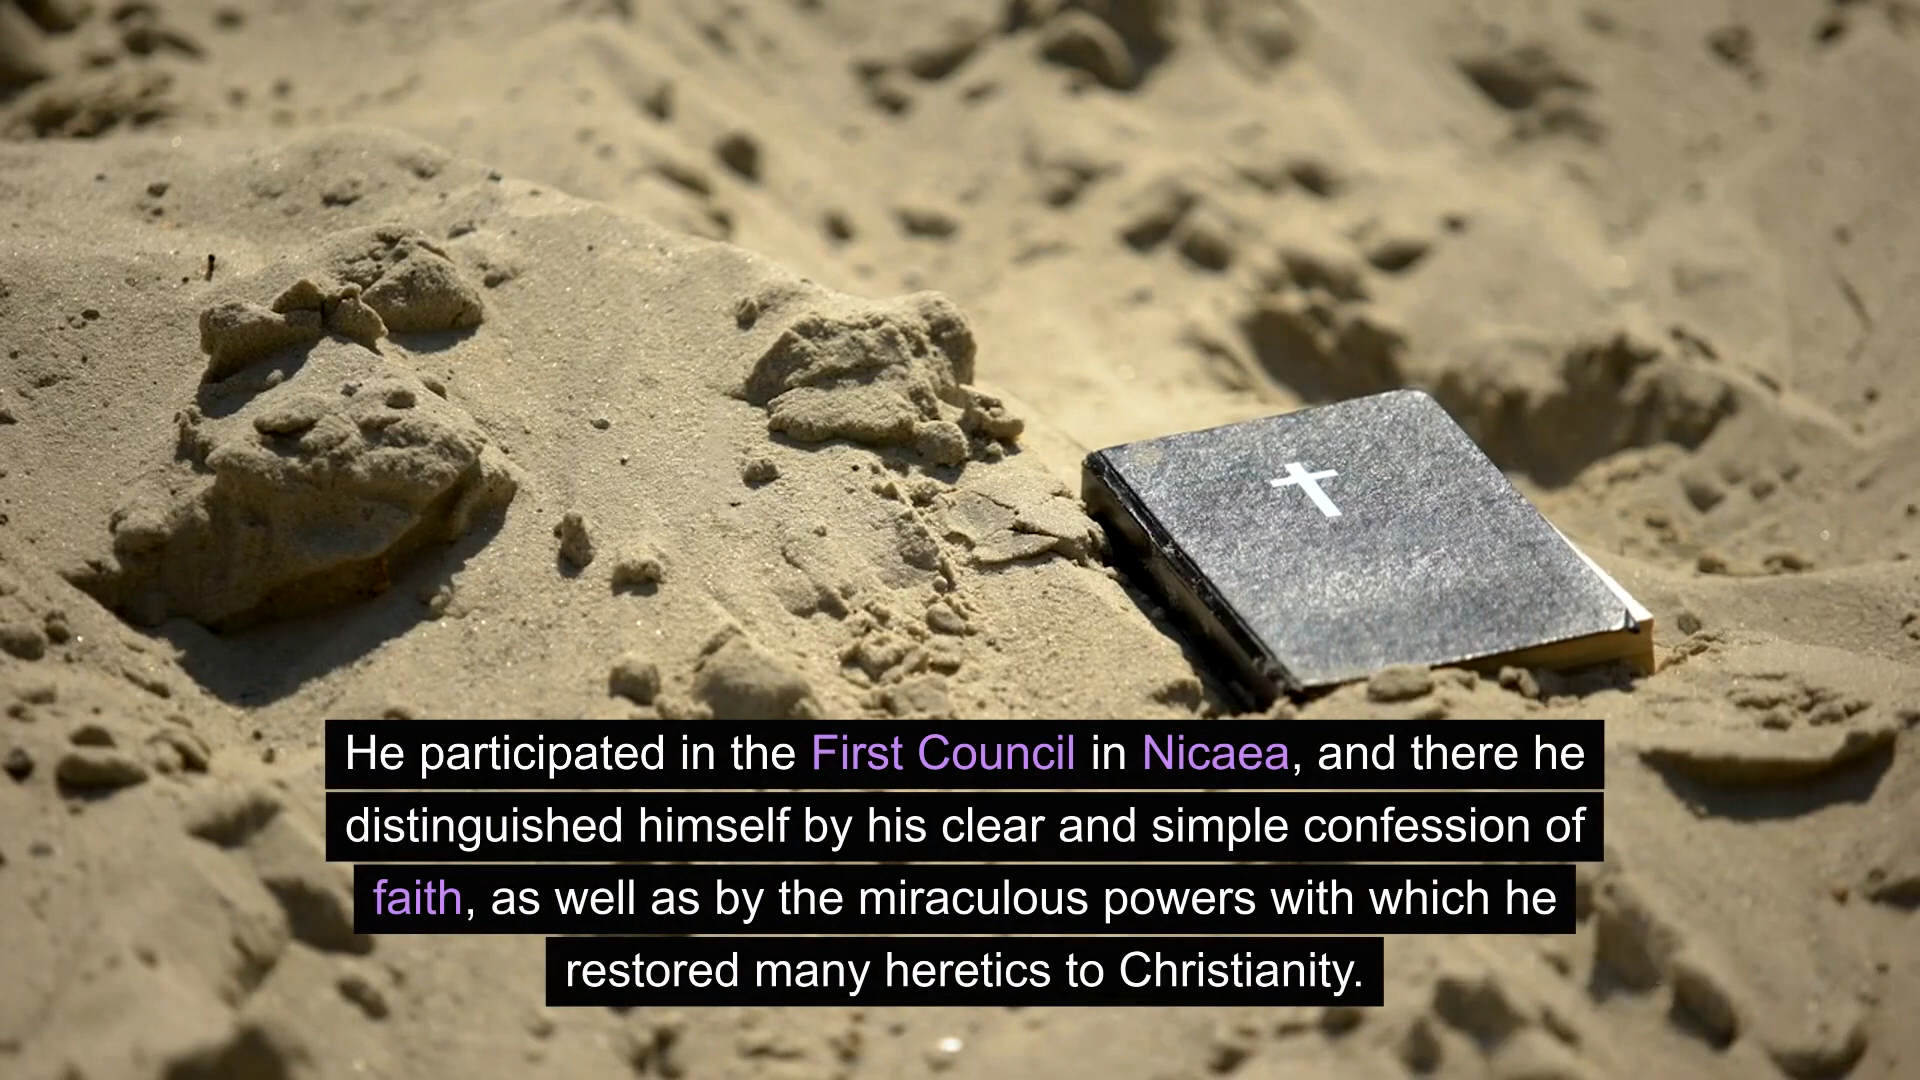 He participated in the First Council in Nicaea, and there he
distinguished himself by his clear and simple confession of
faith, as well as by the miraculous powers with which he
restored many heretics to Christianity.